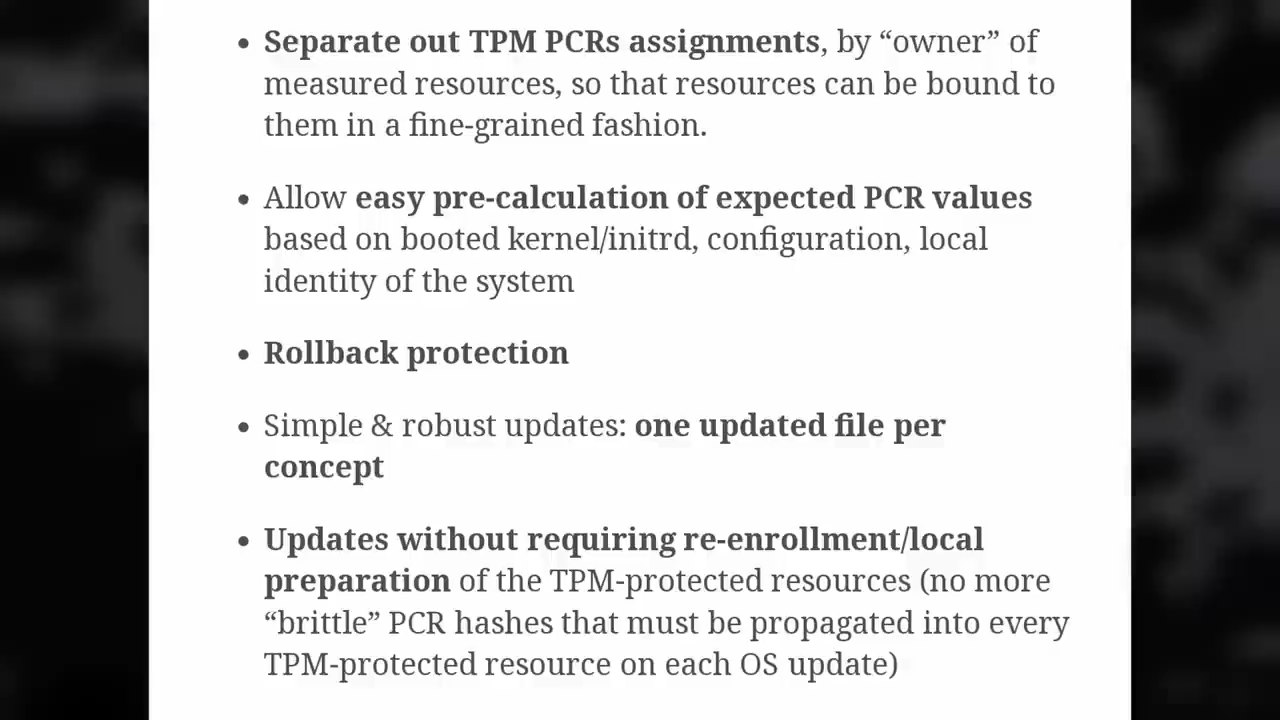 • Separate out TPM PCRs assignments, by “owner” of
measured resources, so that resources can be bound to
them in a fine-grained fashion.
• Allow easy pre-calculation of expected PCR values
based on booted kernel/initrd, configuration, local
identity of the system
• Rollback protection
• Simple & robust updates: one updated file per
concept
• Updates without requiring re-enrollment/local
preparation of the TPM-protected resources (no more
“brittle” PCR hashes that must be propagated into every
TPM-protected resource on each OS update)